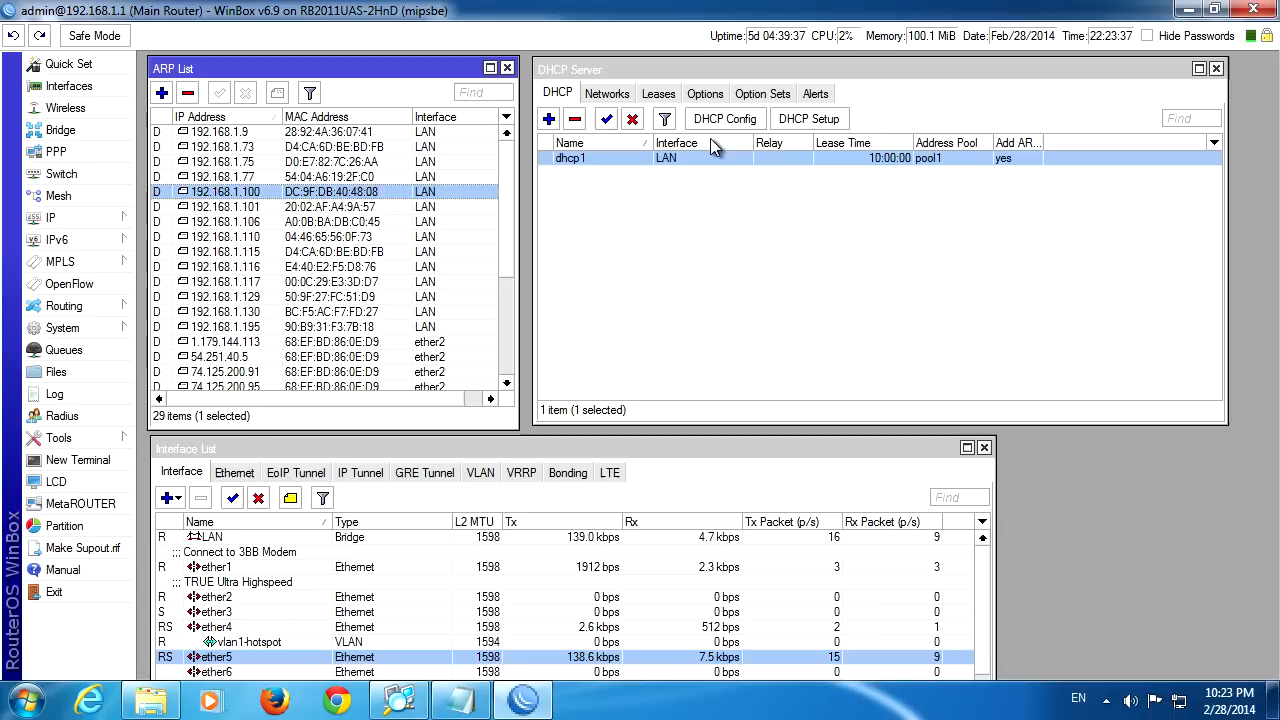 admin@192.168.1.1 (Main Router) - WinBox v6.9 on RB2011UAS-2HnD (mipsbe)
Safe Mode Uptime: 5d 04:39:37 CPU: 2% Memory: 100.1 MiB Date: Feb/28/2014 Time: 22:23:37 Hide Passwords
RouterOS WinBox
Quick Set
Interfaces
Wireless
Bridge
PPP
Switch
Mesh
IP
IPv6
MPLS
OpenFlow
Routing
System
Queues
Files
Log
Radius
Tools
New Terminal
LCD
MetaROUTER
Partition
Make Supout.rif
Manual
Exit
ARP List
Find
IP Address MAC Address Interface
D 192.168.1.9 28:92:4A:36:07:41 LAN
D 192.168.1.73 D4:CA:6D:BE:BD:FB LAN
D 192.168.1.75 D0:E7:82:7C:26:AA LAN
D 192.168.1.77 54:04:A6:19:2F:C0 LAN
D 192.168.1.100 DC:9F:DB:40:48:08 LAN
D 192.168.1.101 20:02:AF:A4:9A:57 LAN
D 192.168.1.106 A0:0B:BA:DB:C0:45 LAN
D 192.168.1.110 04:46:65:56:0F:73 LAN
D 192.168.1.115 D4:CA:6D:BE:BD:FB LAN
D 192.168.1.116 E4:40:E2:F5:D8:76 LAN
D 192.168.1.117 00:0C:29:E3:3D:D7 LAN
D 192.168.1.129 50:9F:27:FC:51:D9 LAN
D 192.168.1.130 BC:F5:AC:F7:FD:27 LAN
D 192.168.1.195 90:B9:31:F3:7B:18 LAN
D 1.179.144.113 68:EF:BD:86:0E:D9 ether2
D 54.251.40.5 68:EF:BD:86:0E:D9 ether2
D 74.125.200.91 68:EF:BD:86:0E:D9 ether2
D 74.125.200.95 68:EF:BD:86:0E:D9 ether2
29 items (1 selected)
DHCP Server
DHCP Networks Leases Options Option Sets Alerts
DHCP Config DHCP Setup Find
Name Interface Relay Lease Time Address Pool Add AR...
dhcp1 LAN 10:00:00 pool1 yes
1 item (1 selected)
Interface List
Interface Ethernet EoIP Tunnel IP Tunnel GRE Tunnel VLAN VRRP Bonding LTE
Find
Name Type L2 MTU Tx Rx Tx Packet (p/s) Rx Packet (p/s)
R LAN Bridge 1598 139.0 kbps 4.7 kbps 16 9
::: Connect to 3BB Modem
R ether1 Ethernet 1598 1912 bps 2.3 kbps 3 3
::: TRUE Ultra Highspeed
R ether2 Ethernet 1598 0 bps 0 bps 0 0
S ether3 Ethernet 1598 0 bps 0 bps 0 0
RS ether4 Ethernet 1598 2.6 kbps 512 bps 2 1
R vlan1-hotspot VLAN 1594 0 bps 0 bps 0 0
RS ether5 Ethernet 1598 138.6 kbps 7.5 kbps 15 9
ether6 Ethernet 1598 0 bps 0 bps 0 0
EN 10:23 PM
2/28/2014